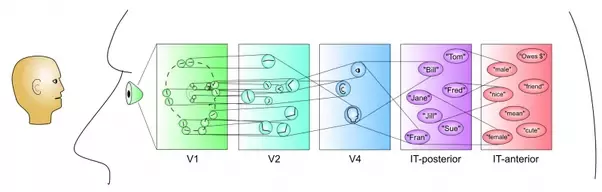 "Tom"
"Bill"
"Fred"
"Jane"
"Jill"
"Sue"
"Fran"
"Owes $"
"male"
"friend"
"nice"
"mean"
"cute"
"female"
V1
V2
V4
IT-posterior
IT-anterior